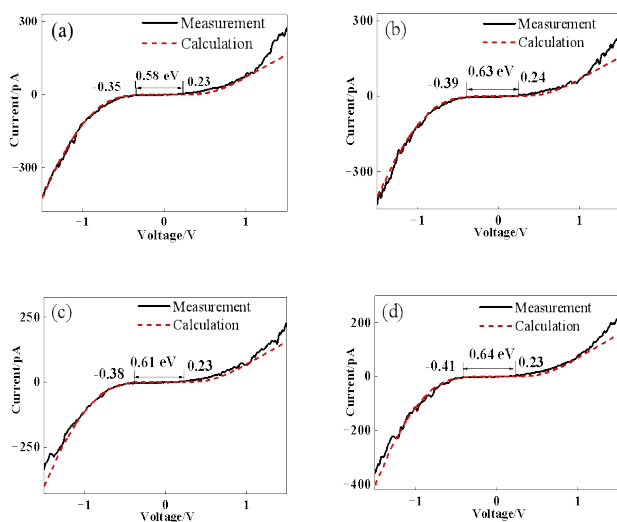 (a)
Measurement
Calculation
300
0
−300
−0.35
0.58 eV
0.23
Current/pA
−1
0
1
Voltage/V
(b)
Measurement
Calculation
300
0
−300
−0.39
0.63 eV
0.24
Current/pA
−1
0
1
Voltage/V
(c)
Measurement
Calculation
250
0
−250
−0.38
0.61 eV
0.23
Current/pA
−1
0
1
Voltage/V
(d)
Measurement
Calculation
200
0
−200
−400
−0.41
0.64 eV
0.23
Current/pA
−1
0
1
Voltage/V